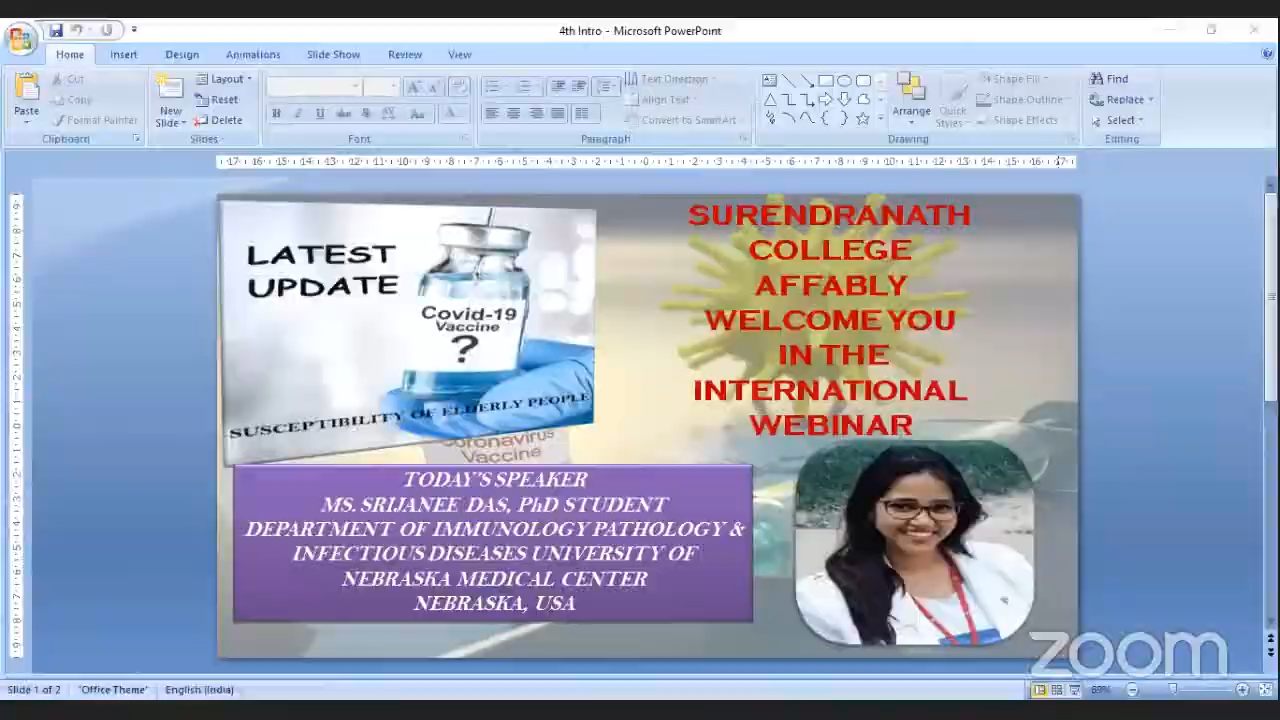 4th Intro - Microsoft PowerPoint
Home Insert Design Animations Slide Show Review View
Paste
Cut
Copy
Format Painter
Clipboard
New Slide
Layout
Reset
Delete
Slides
Font
Text Direction
Align Text
Convert to SmartArt
Paragraph
Arrange
Quick Styles
Shape Fill
Shape Outline
Shape Effects
Drawing
Find
Replace
Select
Editing
LATEST
UPDATE
Covid-19
Vaccine
?
SUSCEPTIBILITY OF ELDERLY PEOPLE
Coronavirus
Vaccine
SURENDRANATH
COLLEGE
AFFABLY
WELCOME YOU
IN THE
INTERNATIONAL
WEBINAR
TODAY'S SPEAKER
MS. SRIJANEE DAS, PhD STUDENT
DEPARTMENT OF IMMUNOLOGY PATHOLOGY &
INFECTIOUS DISEASES UNIVERSITY OF
NEBRASKA MEDICAL CENTER
NEBRASKA, USA
zoom
Slide 1 of 2 "Office Theme" English (India) 69%